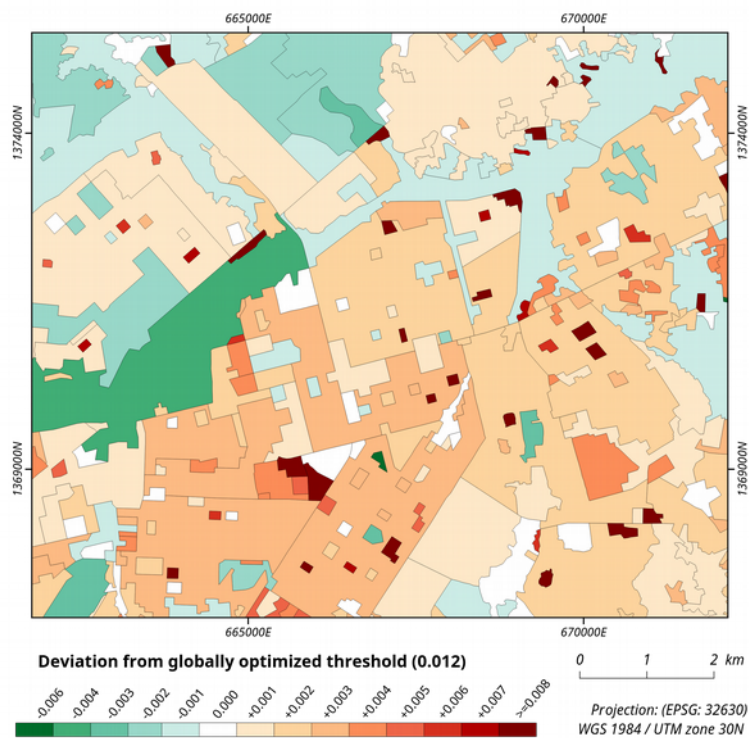 665000E 670000E
1374000N 1374000N
1369000N 1369000N
665000E 670000E
Deviation from globally optimized threshold (0.012)
0 1 2 km
-0.006 -0.004 -0.003 -0.002 -0.001 0.000 +0.001 +0.002 +0.003 +0.004 +0.005 +0.006 +0.007 >=0.008
Projection: (EPSG: 32630)
WGS 1984 / UTM zone 30N